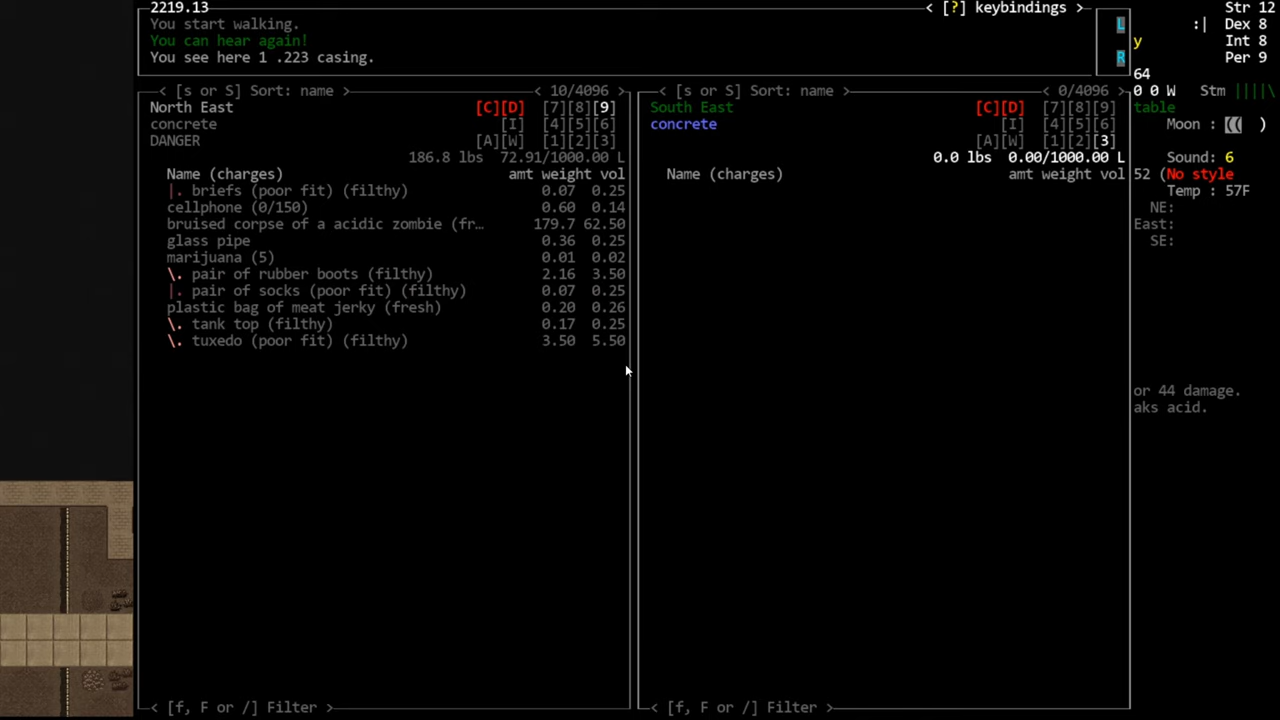 2219.13
< [?] keybindings >
You start walking.
You can hear again!
You see here 1 .223 casing.
L
R
y
:|
Str 12
Dex 8
Int 8
Per 9
64
0 0 W Stm ||||\
table
Moon : (( )
Sound: 6
52 (No style
Temp : 57F
NE:
East:
SE:
or 44 damage.
aks acid.
< [s or S] Sort: name > < 10/4096 >
North East [C][D] [7][8][9]
concrete [I] [4][5][6]
DANGER [A][W] [1][2][3]
186.8 lbs 72.91/1000.00 L
Name (charges) amt weight vol
|. briefs (poor fit) (filthy) 0.07 0.25
cellphone (0/150) 0.60 0.14
bruised corpse of a acidic zombie (fr… 179.7 62.50
glass pipe 0.36 0.25
marijuana (5) 0.01 0.02
\. pair of rubber boots (filthy) 2.16 3.50
|. pair of socks (poor fit) (filthy) 0.07 0.25
plastic bag of meat jerky (fresh) 0.20 0.26
\. tank top (filthy) 0.17 0.25
\. tuxedo (poor fit) (filthy) 3.50 5.50
< [f, F or /] Filter >
< [s or S] Sort: name > < 0/4096 >
South East [C][D] [7][8][9]
concrete [I] [4][5][6]
[A][W] [1][2][3]
0.0 lbs 0.00/1000.00 L
Name (charges) amt weight vol
< [f, F or /] Filter >